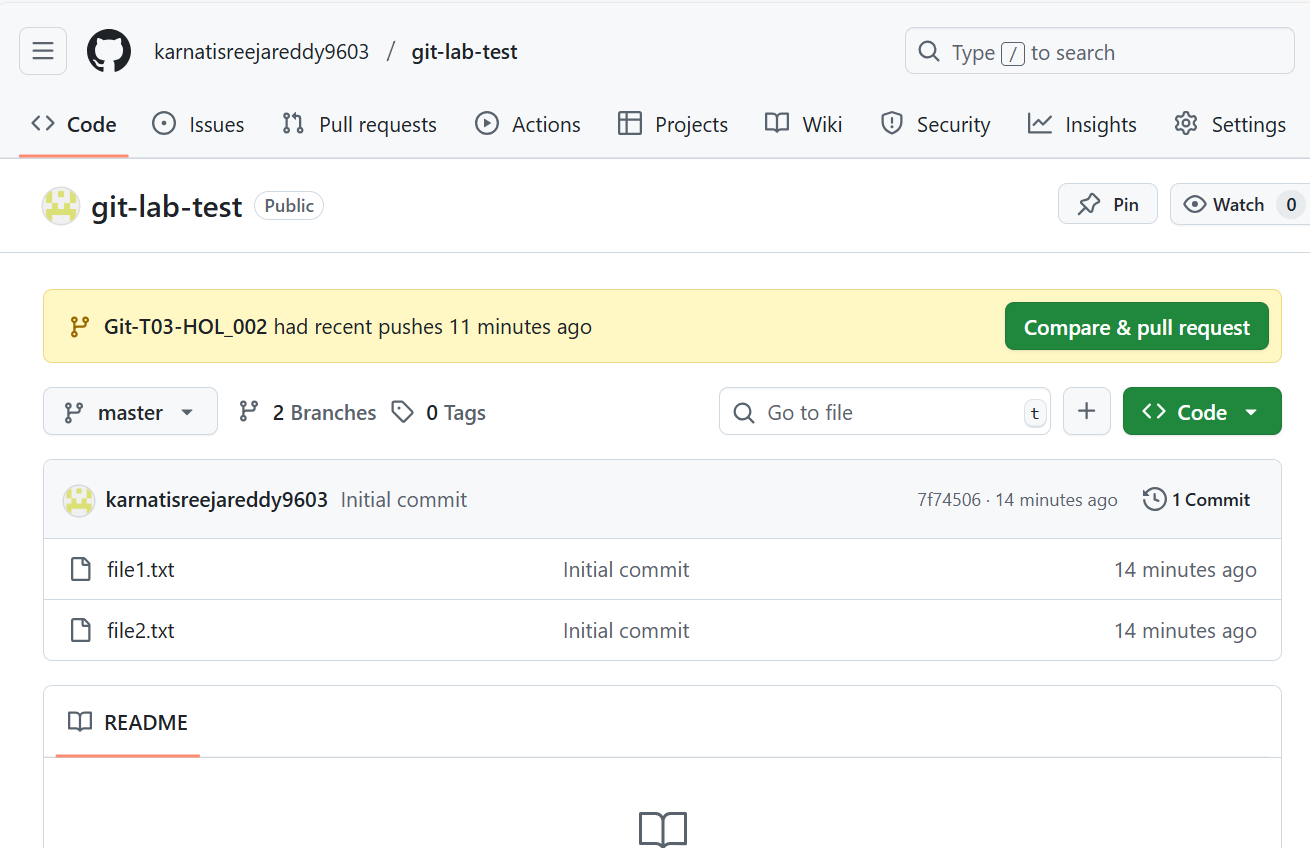 karnatisreejareddy9603 / git-lab-test
Type / to search
Code Issues Pull requests Actions Projects Wiki Security Insights Settings
git-lab-test Public
Pin Watch 0
Git-T03-HOL_002 had recent pushes 11 minutes ago
Compare & pull request
master 2 Branches 0 Tags
Go to file t + Code
karnatisreejareddy9603 Initial commit 7f74506 · 14 minutes ago 1 Commit
file1.txt Initial commit 14 minutes ago
file2.txt Initial commit 14 minutes ago
README